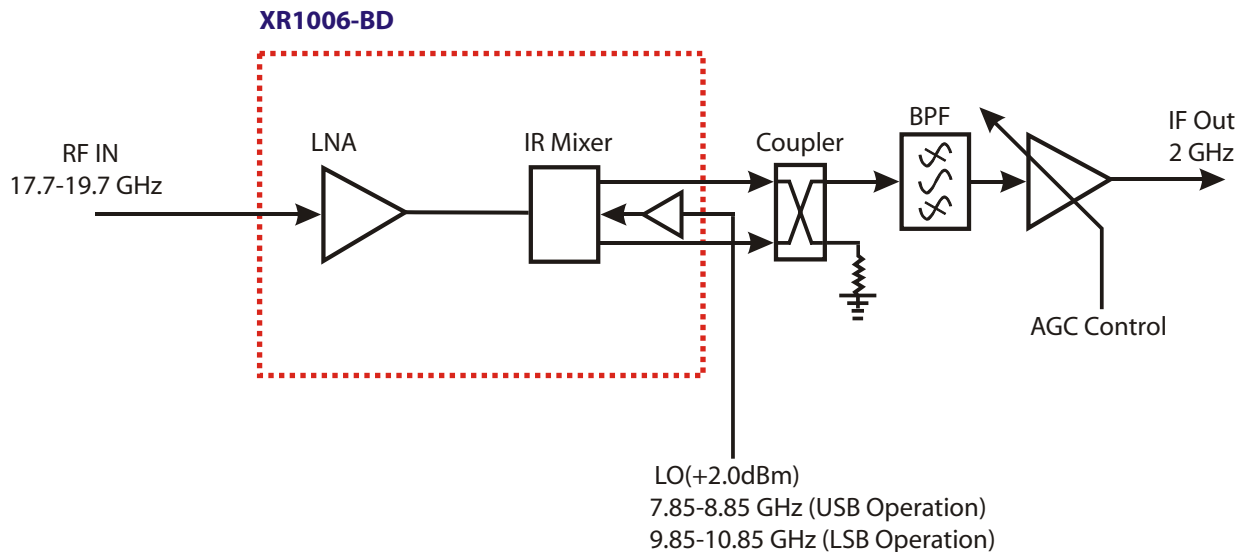 XR1006-BD
RF IN
17.7-19.7 GHz
LNA
IR Mixer
Coupler
BPF
IF Out
2 GHz
AGC Control
LO(+2.0dBm)
7.85-8.85 GHz (USB Operation)
9.85-10.85 GHz (LSB Operation)